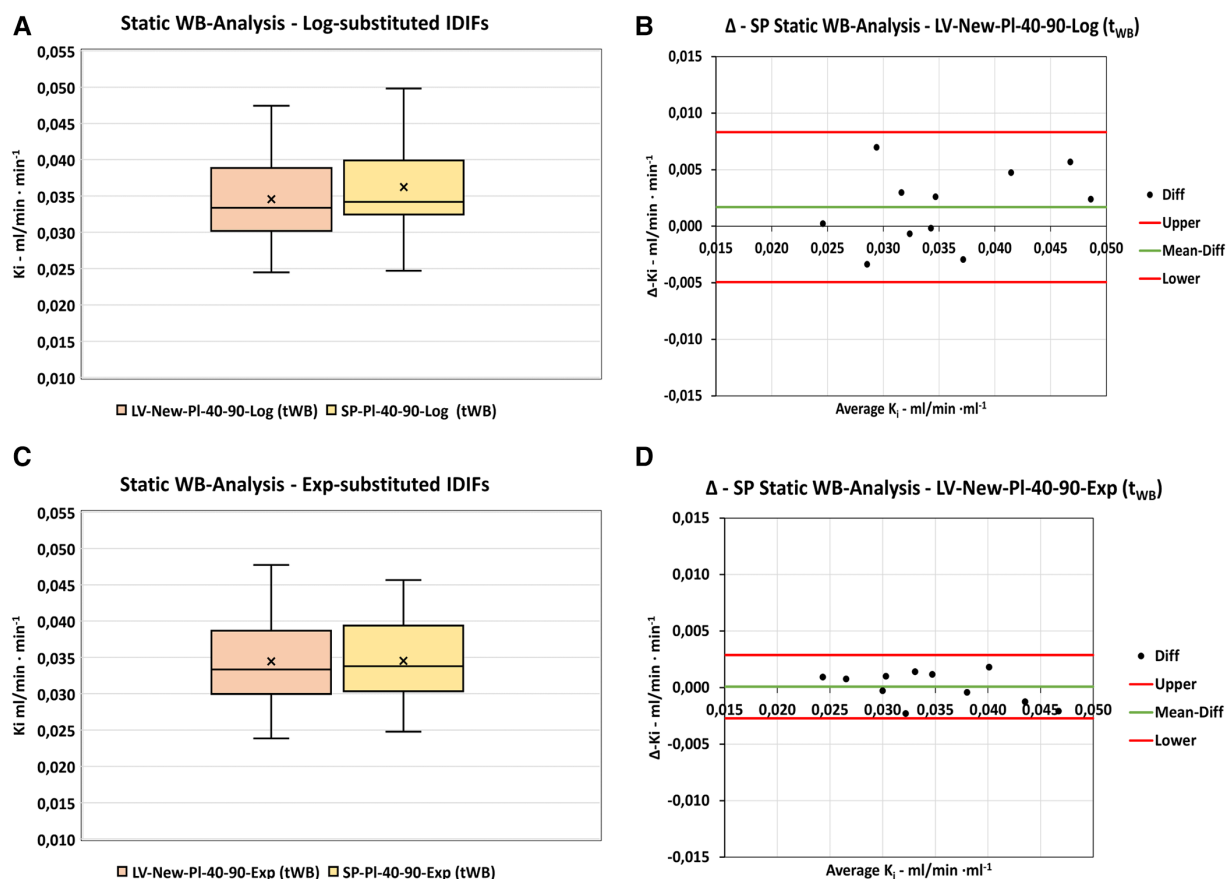 A
Static WB-Analysis - Log-substituted IDIFs
0,055
0,050
0,045
0,040
0,035
0,030
0,025
0,020
0,015
0,010
Ki - ml/min · min⁻¹
LV-New-Pl-40-90-Log (tWB) SP-Pl-40-90-Log (tWB)
B
Δ - SP Static WB-Analysis - LV-New-Pl-40-90-Log (tWB)
0,015
0,010
0,005
0,000
-0,005
-0,010
-0,015
Δ-Ki - ml/min · min⁻¹
0,015 0,020 0,025 0,030 0,035 0,040 0,045 0,050
Average Ki - ml/min ·ml⁻¹
Diff
Upper
Mean-Diff
Lower
C
Static WB-Analysis - Exp-substituted IDIFs
0,055
0,050
0,045
0,040
0,035
0,030
0,025
0,020
0,015
0,010
Ki ml/min · min⁻¹
LV-New-Pl-40-90-Exp (tWB) SP-Pl-40-90-Exp (tWB)
D
Δ - SP Static WB-Analysis - LV-New-Pl-40-90-Exp (tWB)
0,015
0,010
0,005
0,000
-0,005
-0,010
-0,015
Δ-Ki - ml/min · min⁻¹
0,015 0,020 0,025 0,030 0,035 0,040 0,045 0,050
Average Ki - ml/min ·ml⁻¹
Diff
Upper
Mean-Diff
Lower